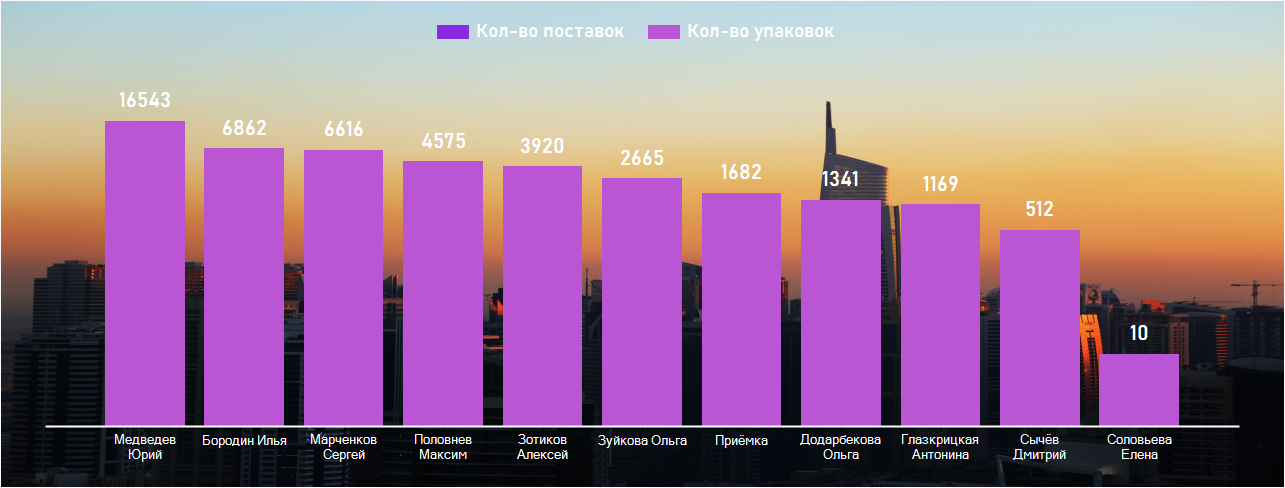 Кол-во поставок Кол-во упаковок
16543
6862
6616
4575
3920
2665
1682
1341
1169
512
10
Медведев
Юрий
Бородин Илья
Марченков
Сергей
Половнев
Максим
Зотиков
Алексей
Зуйкова Ольга
Приёмка
Додарбекова
Ольга
Глазкрицкая
Антонина
Сычёв
Дмитрий
Соловьева
Елена